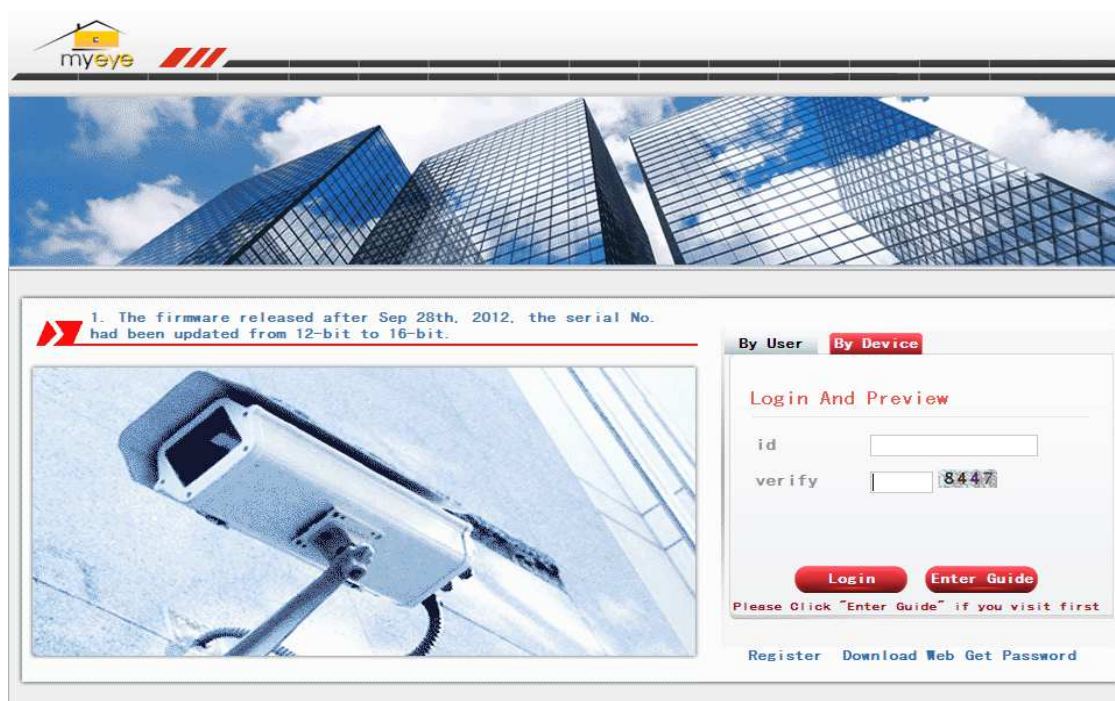 myeye
1. The firmware released after Sep 28th, 2012, the serial No.
had been updated from 12-bit to 16-bit.
By User By Device
Login And Preview
id
verify 8447
Login Enter Guide
Please Click "Enter Guide" if you visit first
Register Download Web Get Password